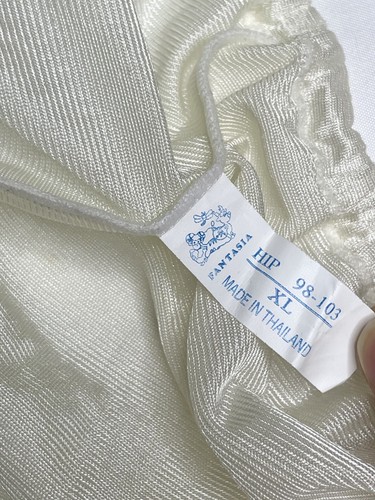 FANTASIA
HIP 98-103
XL
MADE IN THAILAND